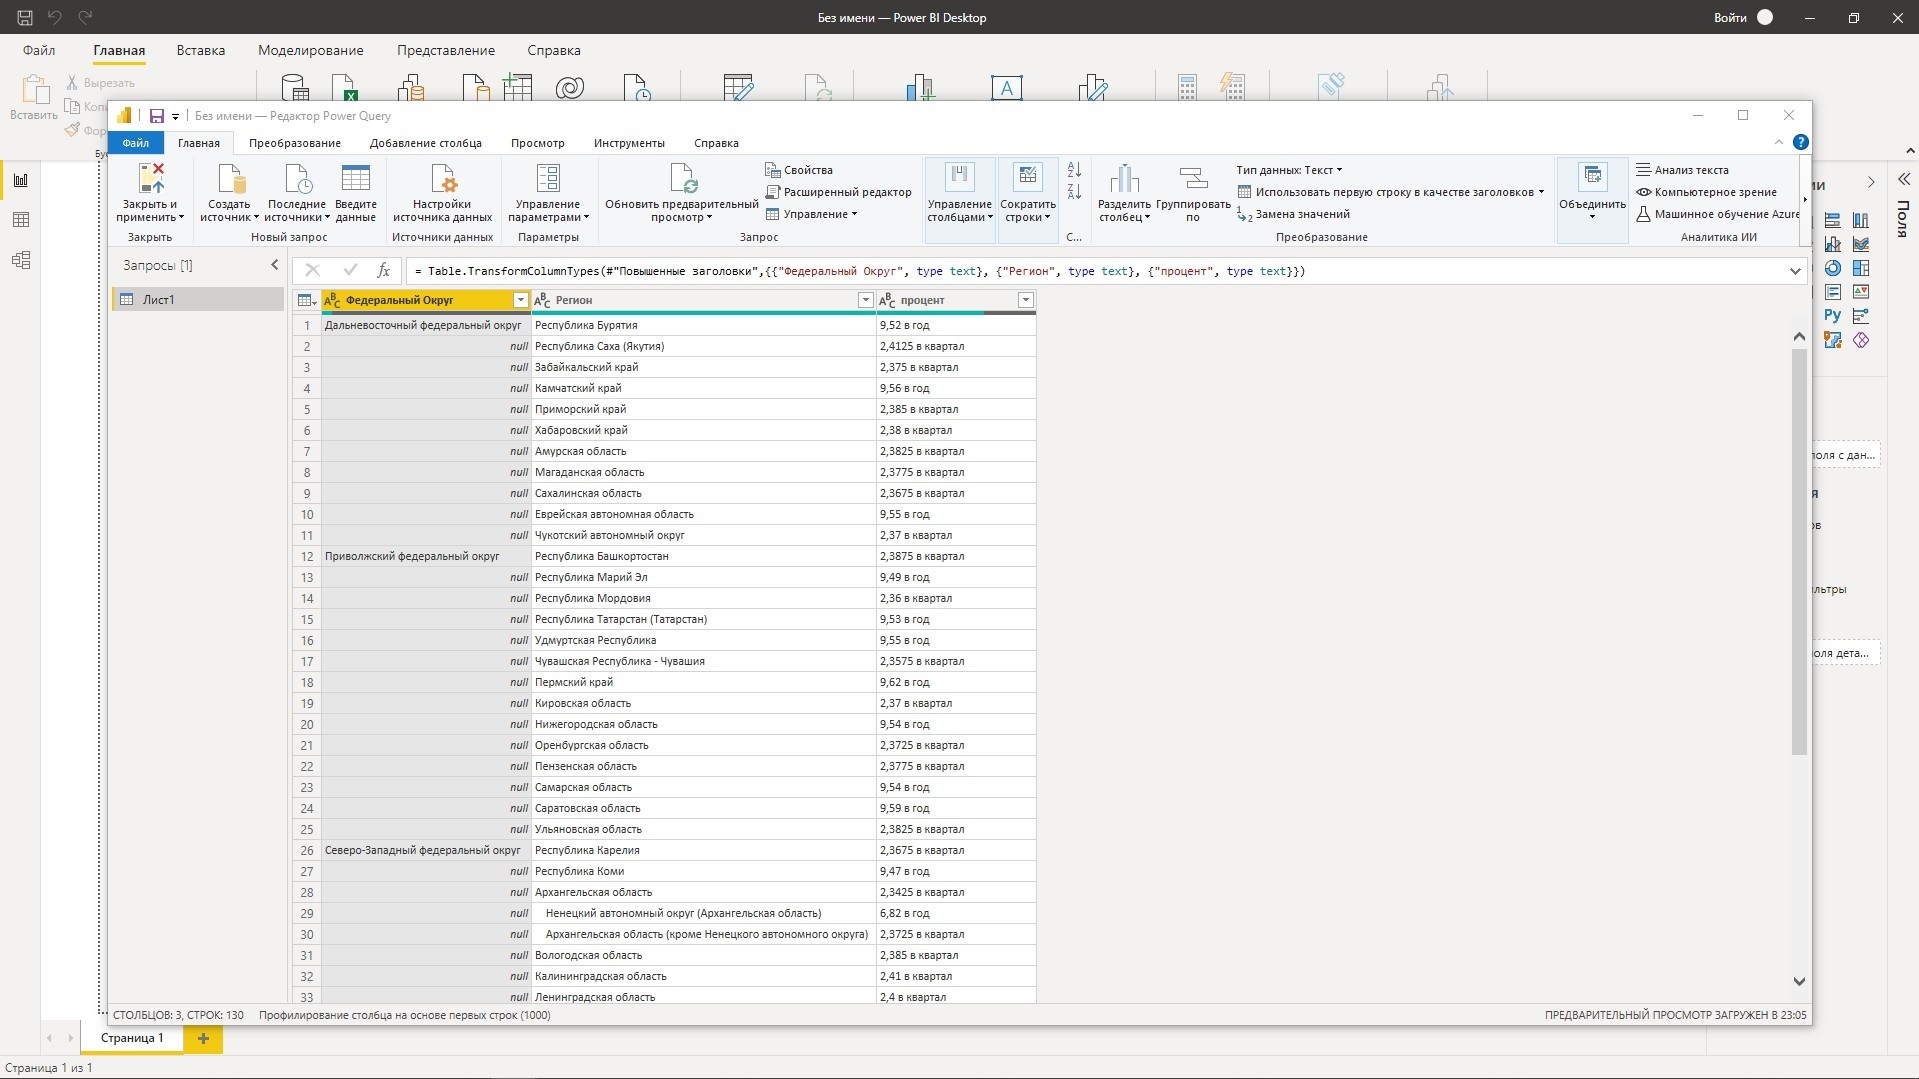 Без имени — Power BI Desktop
Войти
Файл Главная Вставка Моделирование Представление Справка
Вставить
Вырезать
Без имени — Редактор Power Query
Файл Главная Преобразование Добавление столбца Просмотр Инструменты Справка
Закрыть и применить
Закрыть
Создать источник
Последние источники
Введите данные
Новый запрос
Настройки источника данных
Источники данных
Управление параметрами
Параметры
Обновить предварительный просмотр
Свойства
Расширенный редактор
Управление
Запрос
Управление столбцами
Сократить строки
С...
Разделить столбец
Группировать по
Тип данных: Текст
Использовать первую строку в качестве заголовков
Замена значений
Преобразование
Объединить
Анализ текста
Компьютерное зрение
Машинное обучение Azure
Аналитика ИИ
Поля
Запросы [1]
Лист1
= Table.TransformColumnTypes(#"Повышенные заголовки",{{"Федеральный Округ", type text}, {"Регион", type text}, {"процент", type text}})
Федеральный Округ Регион процент
1 Дальневосточный федеральный округ Республика Бурятия 9,52 в год
2 null Республика Саха (Якутия) 2,4125 в квартал
3 null Забайкальский край 2,375 в квартал
4 null Камчатский край 9,56 в год
5 null Приморский край 2,385 в квартал
6 null Хабаровский край 2,38 в квартал
7 null Амурская область 2,3825 в квартал
8 null Магаданская область 2,3775 в квартал
9 null Сахалинская область 2,3675 в квартал
10 null Еврейская автономная область 9,55 в год
11 null Чукотский автономный округ 2,37 в квартал
12 Приволжский федеральный округ Республика Башкортостан 2,3875 в квартал
13 null Республика Марий Эл 9,49 в год
14 null Республика Мордовия 2,36 в квартал
15 null Республика Татарстан (Татарстан) 9,53 в год
16 null Удмуртская Республика 9,55 в год
17 null Чувашская Республика - Чувашия 2,3575 в квартал
18 null Пермский край 9,62 в год
19 null Кировская область 2,37 в квартал
20 null Нижегородская область 9,54 в год
21 null Оренбургская область 2,3725 в квартал
22 null Пензенская область 2,3775 в квартал
23 null Самарская область 9,54 в год
24 null Саратовская область 9,59 в год
25 null Ульяновская область 2,3825 в квартал
26 Северо-Западный федеральный округ Республика Карелия 2,3675 в квартал
27 null Республика Коми 9,47 в год
28 null Архангельская область 2,3425 в квартал
29 null Ненецкий автономный округ (Архангельская область) 6,82 в год
30 null Архангельская область (кроме Ненецкого автономного округа) 2,3725 в квартал
31 null Вологодская область 2,385 в квартал
32 null Калининградская область 2,41 в квартал
33 null Ленинградская область 2,4 в квартал
СТОЛБЦОВ: 3, СТРОК: 130 Профилирование столбца на основе первых строк (1000)
ПРЕДВАРИТЕЛЬНЫЙ ПРОСМОТР ЗАГРУЖЕН В 23:05
Страница 1
Страница 1 из 1